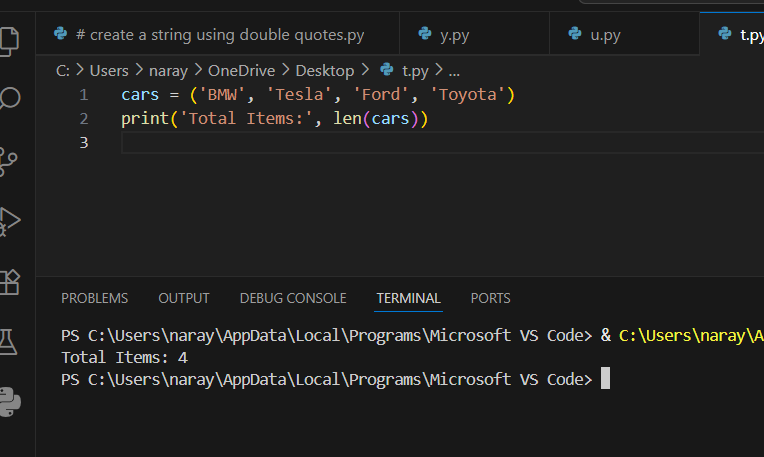 # create a string using double quotes.py
y.py
u.py
t.py
C: > Users > naray > OneDrive > Desktop > t.py > ...
1 cars = ('BMW', 'Tesla', 'Ford', 'Toyota')
2 print('Total Items:', len(cars))
3
PROBLEMS OUTPUT DEBUG CONSOLE TERMINAL PORTS
PS C:\Users\naray\AppData\Local\Programs\Microsoft VS Code> & C:\Users\naray\A
Total Items: 4
PS C:\Users\naray\AppData\Local\Programs\Microsoft VS Code>